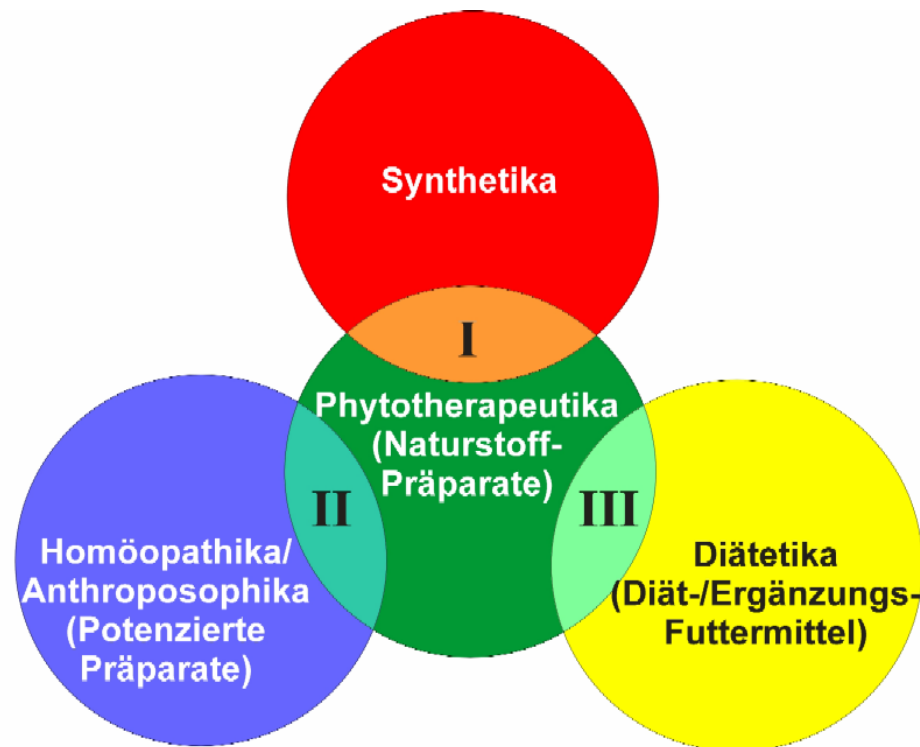 Synthetika
I
Phytotherapeutika
(Naturstoff-
Präparate)
II
III
Homöopathika/
Anthroposophika
(Potenzierte
Präparate)
Diätetika
(Diät-/Ergänzungs-
Futtermittel)